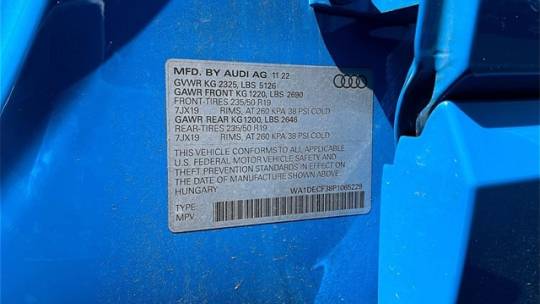 MFD. BY AUDI AG 11 22
GVWR KG 2325, LBS 5126
GAWR FRONT KG 1220, LBS 2690
FRONT-TIRES 235/50 R19
7JX19 RIMS, AT 260 KPA 38 PSI COLD
GAWR REAR KG 1200, LBS 2646
REAR-TIRES 235/50 R19
7JX19 RIMS, AT 260 KPA 38 PSI COLD
THIS VEHICLE CONFORMS TO ALL APPLICABLE
U.S. FEDERAL MOTOR VEHICLE SAFETY AND
THEFT PREVENTION STANDARDS IN EFFECT ON
THE DATE OF MANUFACTURE SHOWN ABOVE.
HUNGARY WA1DECF38P1065229
TYPE:
MPV